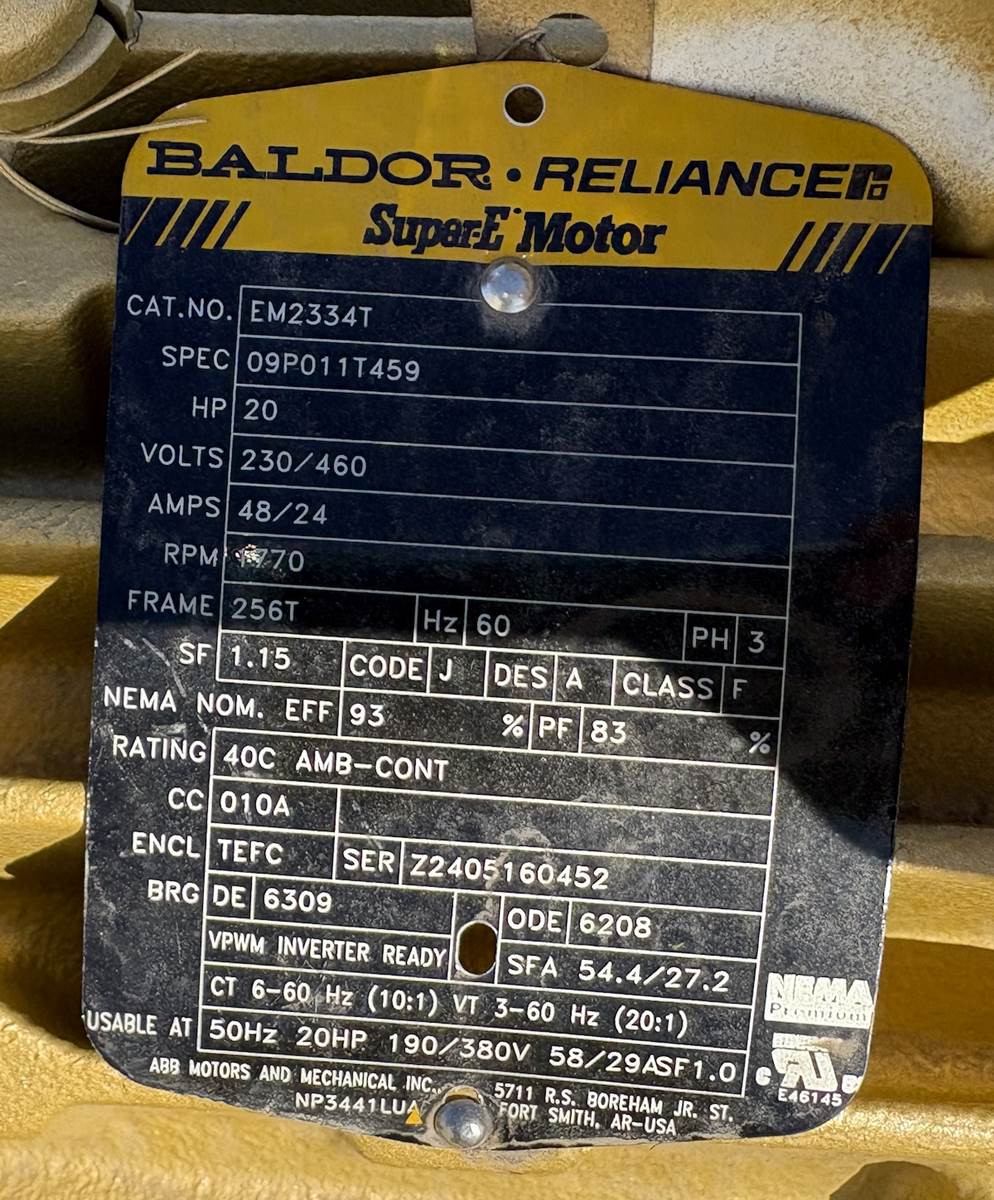 BALDOR • RELIANCE
Super-E Motor
CAT.NO. EM2334T
SPEC 09P011T459
HP 20
VOLTS 230/460
AMPS 48/24
RPM 1770
FRAME 256T Hz 60 PH 3
SF 1.15 CODE J DES A CLASS F
NEMA NOM. EFF 93 % PF 83 %
RATING 40C AMB-CONT
CC 010A
ENCL TEFC SER Z2405160452
BRG DE 6309 ODE 6208
VPWM INVERTER READY SFA 54.4/27.2
CT 6-60 Hz (10:1) VT 3-60 Hz (20:1)
NEMA
Premium
USABLE AT 50Hz 20HP 190/380V 58/29A SF1.0
E46145
ABB MOTORS AND MECHANICAL INC. 5711 R.S. BOREHAM JR. ST.
NP3441LUA FORT SMITH, AR-USA